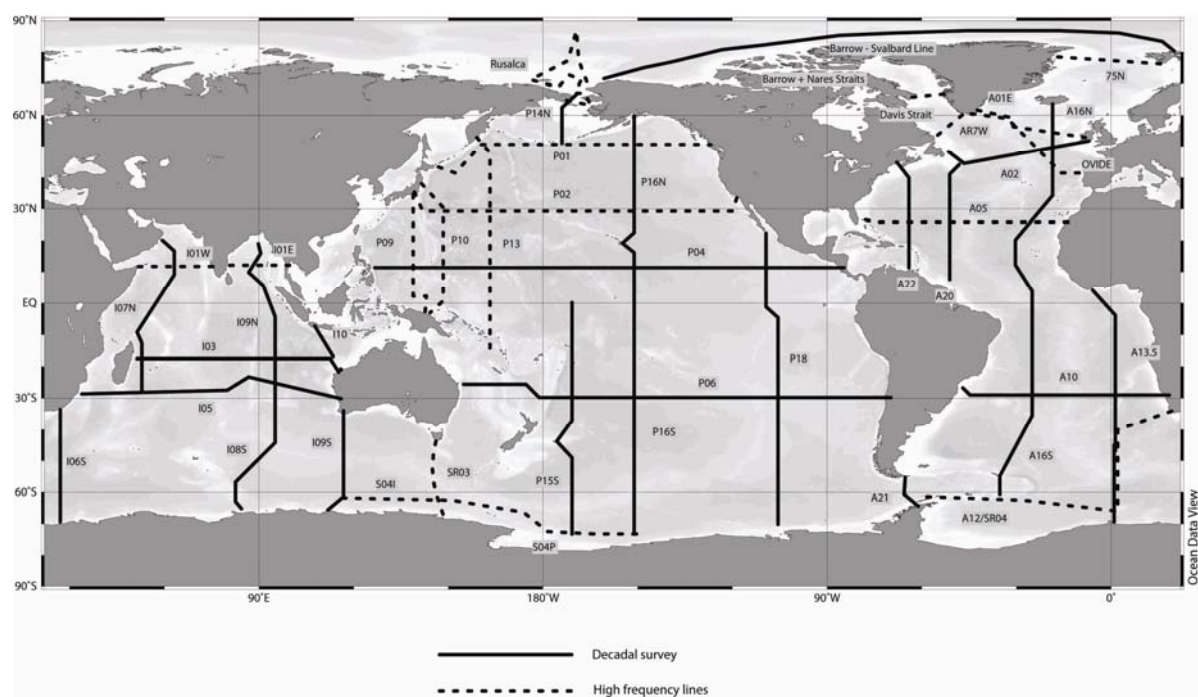 90˚N
Barrow - Svalbard Line
Rusalca
Barrow + Nares Straits
75N
60˚N
P14N
A01E
Davis Strait
A16N
AR7W
P01
OVIDE
A02
P02
P16N
30˚N
A05
P09
P10
P13
I01W
I01E
P04
A22
A20
EQ
I07N
I09N
I10
I03
P18
A13.5
P06
A10
30˚S
I05
I06S
I08S
I09S
SR03
P16S
A16S
S04I
P15S
60˚S
A21
A12/SR04
S04P
90˚S
90˚E
180˚W
90˚W
0˚
Ocean Data View
Decadal survey
High frequency lines